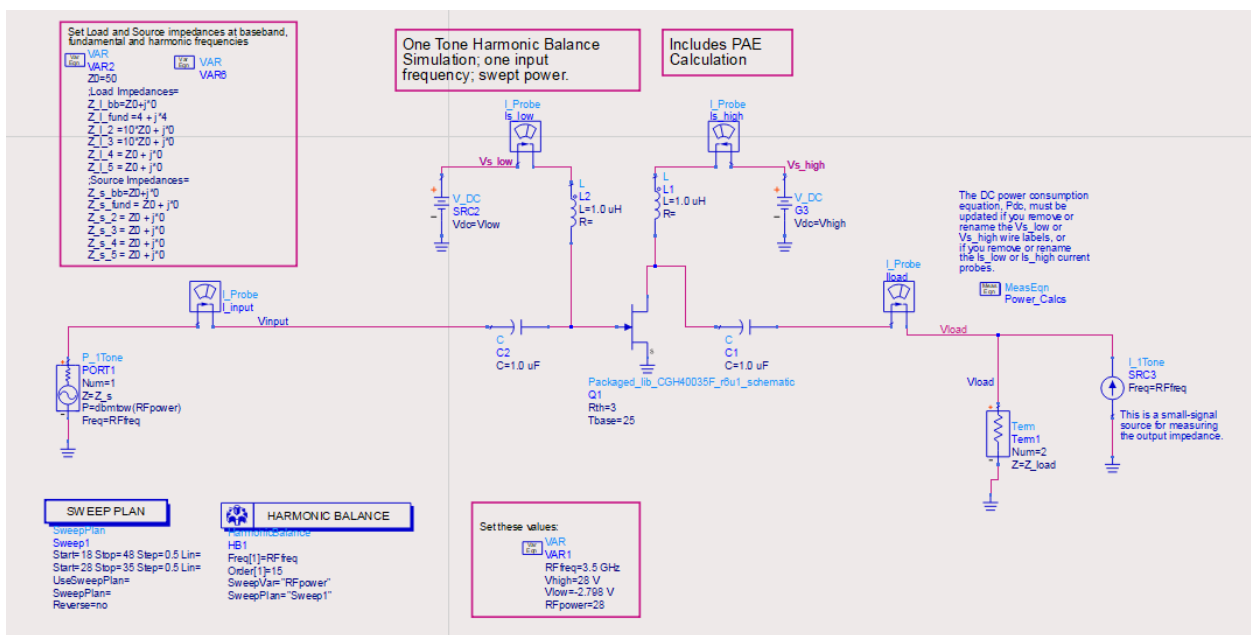 Set Load and Source impedances at baseband,
fundamental and harmonic frequencies
Var
Eqn
VAR
VAR2
Z0=50
;Load Impedances=
Z_l_bb=Z0+j*0
Z_l_fund =4 + j*4
Z_l_2 =10*Z0 + j*0
Z_l_3 =10*Z0 + j*0
Z_l_4 = Z0 + j*0
Z_l_5 = Z0 + j*0
;Source Impedances=
Z_s_bb=Z0+j*0
Z_s_fund = Z0 + j*0
Z_s_2 = Z0 + j*0
Z_s_3 = Z0 + j*0
Z_s_4 = Z0 + j*0
Z_s_5 = Z0 + j*0
Var
Eqn
VAR
VAR6
One Tone Harmonic Balance
Simulation; one input
frequency; swept power.
Includes PAE
Calculation
I_Probe
Is_low
I_Probe
Is_high
Vs_low
Vs_high
V_DC
SRC2
Vdc=Vlow
L
L2
L=1.0 uH
R=
L
L1
L=1.0 uH
R=
V_DC
G3
Vdc=Vhigh
The DC power consumption
equation, Pdc, must be
updated if you remove or
rename the Vs_low or
Vs_high wire labels, or
if you remove or rename
the Is_low or Is_high current
probes.
Meas
Eqn
MeasEqn
Power_Calcs
I_Probe
I_input
Vinput
I_Probe
Iload
Vload
P_1Tone
PORT1
Num=1
Z=Z_s
P=dbmtow(RFpower)
Freq=RFfreq
C
C2
C=1.0 uF
Packaged_lib_CGH40035F_r6u1_schematic
Q1
Rth=3
Tbase=25
C
C1
C=1.0 uF
Vload
Term
Term1
Num=2
Z=Z_load
I_1Tone
SRC3
Freq=RFfreq
This is a small-signal
source for measuring
the output impedance.
SWEEP PLAN
SweepPlan
Sweep1
Start=18 Stop=48 Step=0.5 Lin=
Start=28 Stop=35 Step=0.5 Lin=
UseSweepPlan=
SweepPlan=
Reverse=no
HARMONIC BALANCE
HarmonicBalance
HB1
Freq[1]=RFfreq
Order[1]=15
SweepVar="RFpower"
SweepPlan="Sweep1"
Set these values:
Var
Eqn
VAR
VAR1
RFfreq=3.5 GHz
Vhigh=28 V
Vlow=-2.798 V
RFpower=28